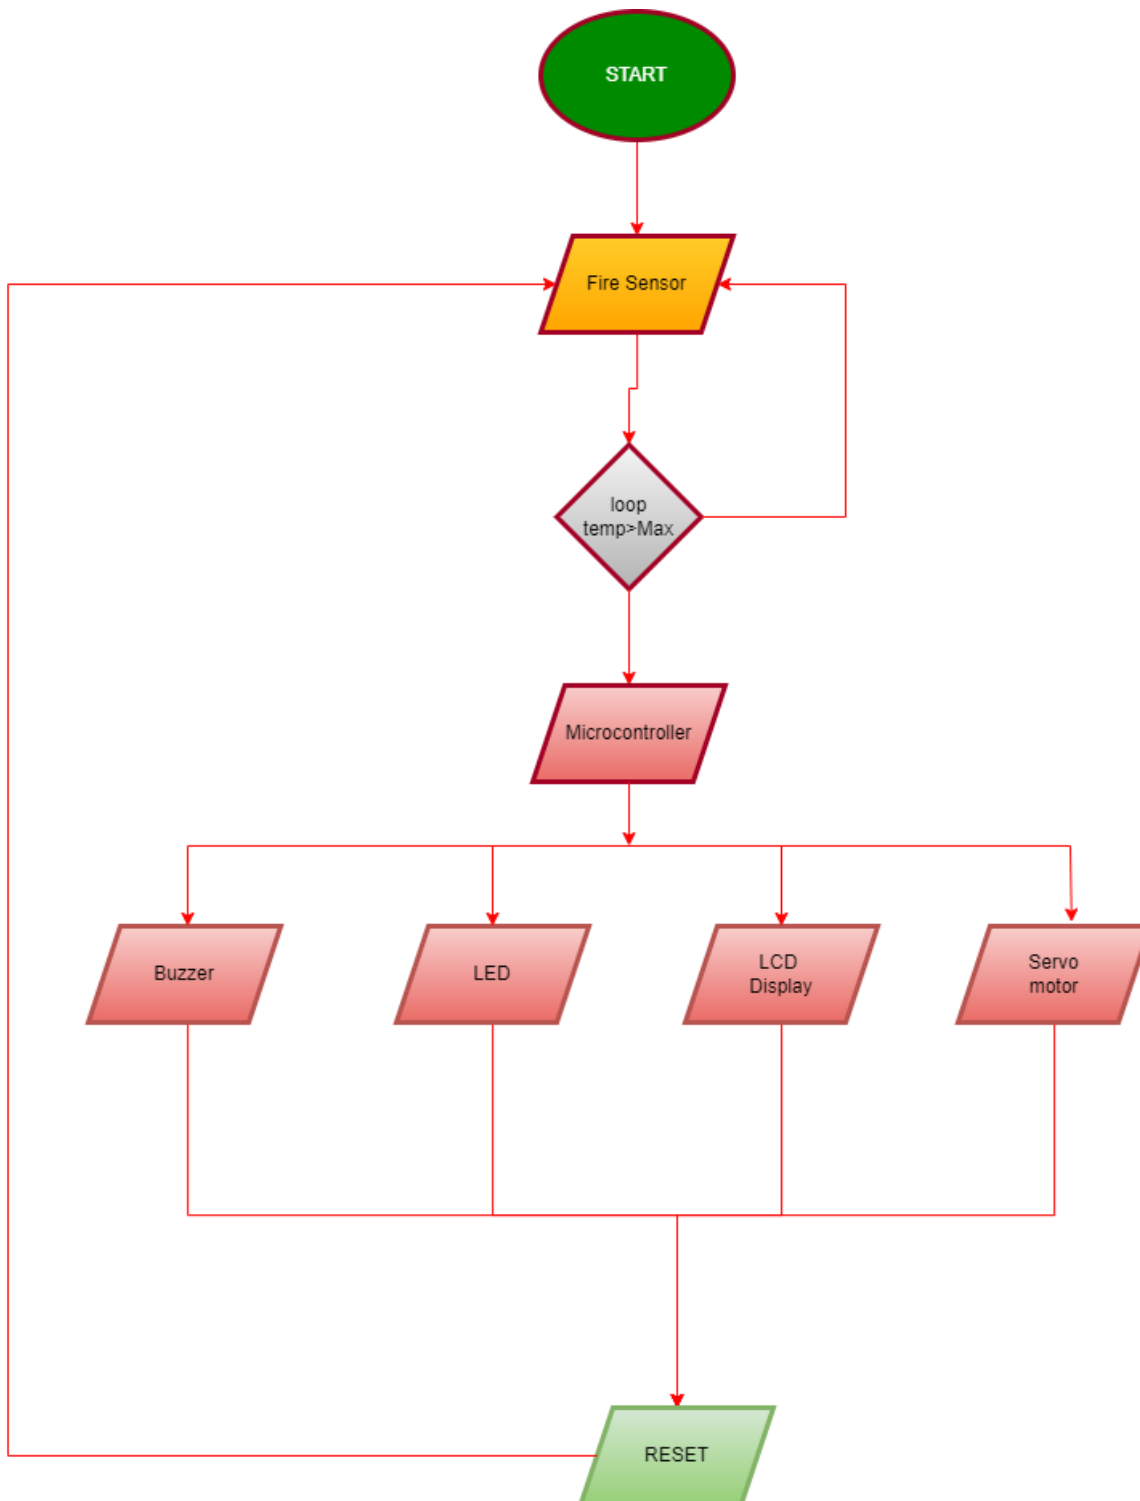 START
Fire Sensor
loop
temp>Max
Microcontroller
Buzzer
LED
LCD
Display
Servo
motor
RESET